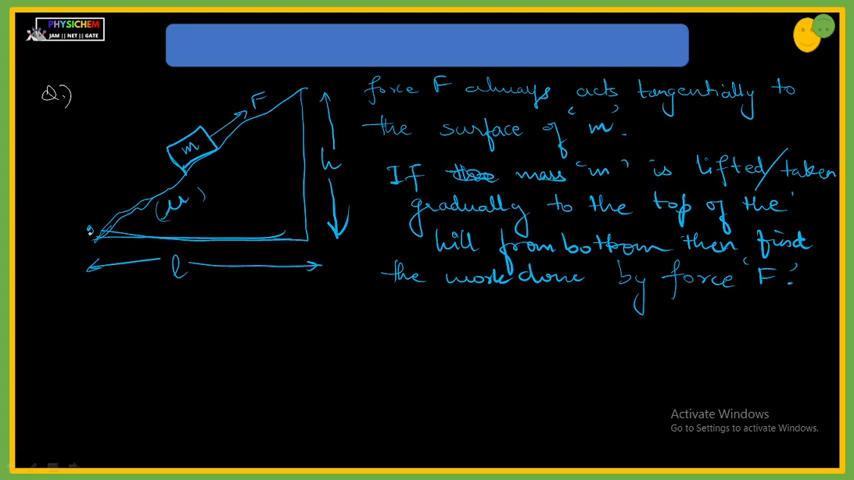 PHYSICHEM
JAM || NET || GATE
Q.)
F
m
(μ)
h
l
force F always acts tangentially to
the surface of 'm'.
If mass 'm' is lifted/taken
gradually to the top of the
hill from bottom then find
the work done by force 'F'.
Activate Windows
Go to Settings to activate Windows.